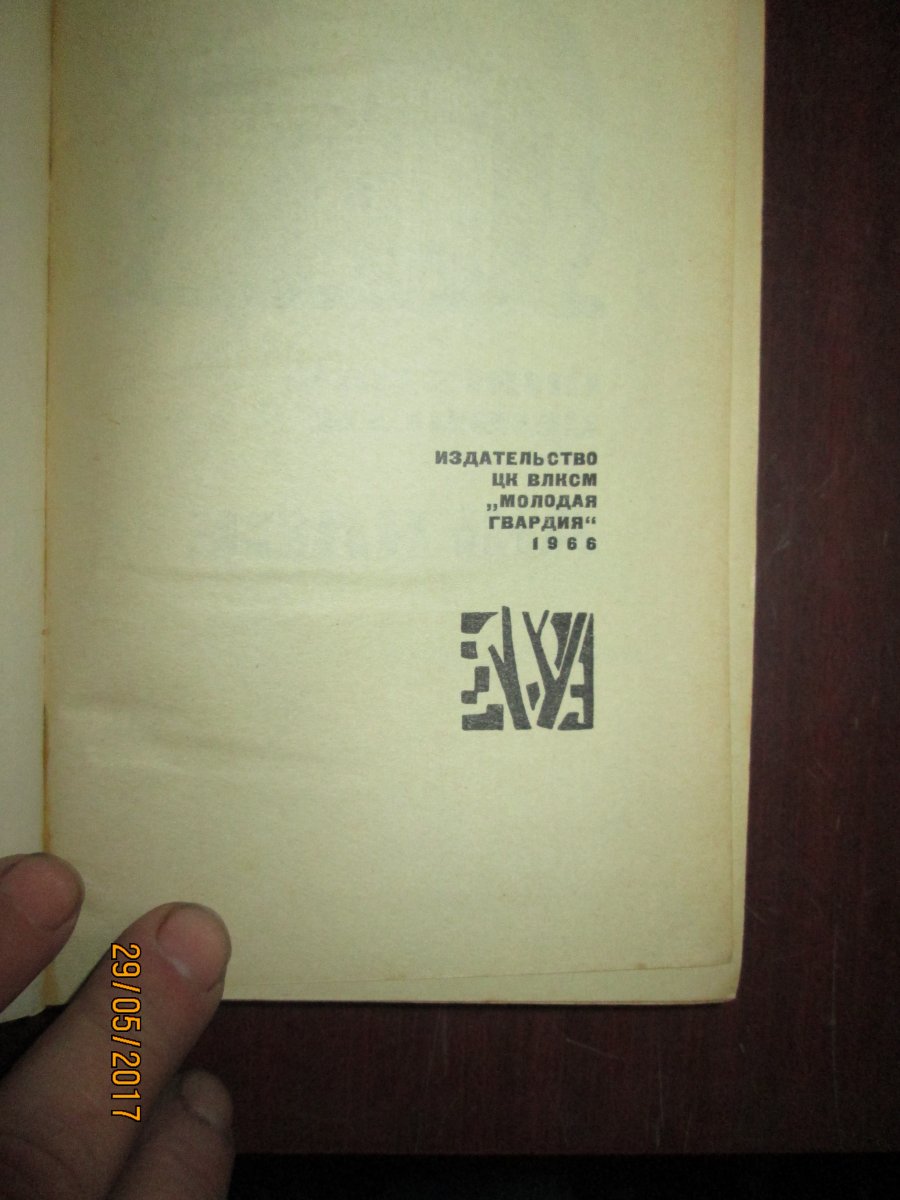 ИЗДАТЕЛЬСТВО
ЦК ВЛКСМ
„МОЛОДАЯ
ГВАРДИЯ“
1966
29/05/2017